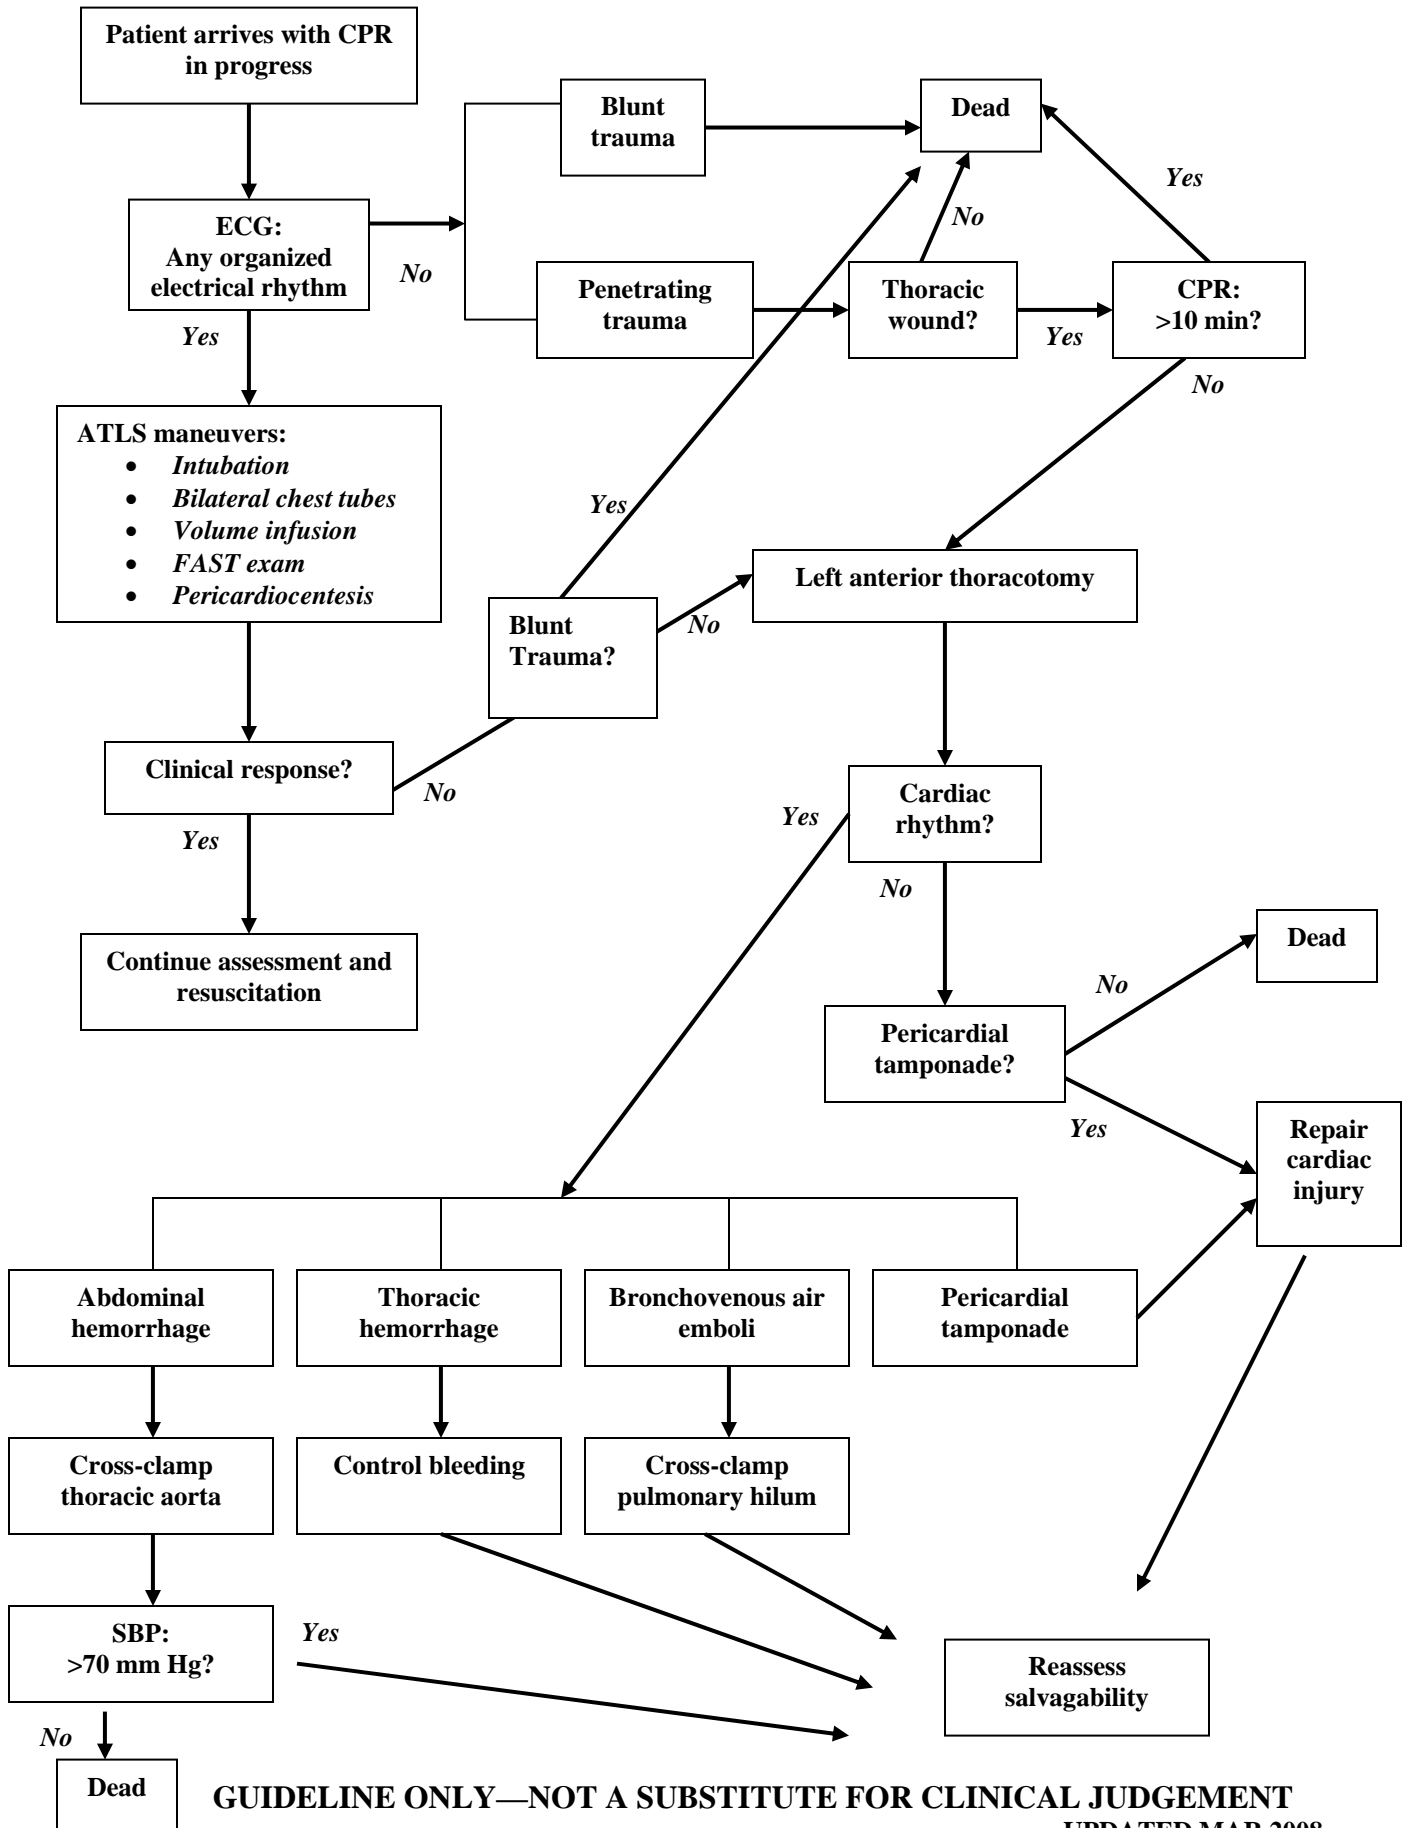 Patient arrives with CPR
in progress
Blunt
trauma
Dead
Yes
ECG:
Any organized
electrical rhythm
No
No
Penetrating
trauma
Thoracic
wound?
Yes
CPR:
>10 min?
Yes
No
ATLS maneuvers:
• Intubation
• Bilateral chest tubes
• Volume infusion
• FAST exam
• Pericardiocentesis
Yes
Left anterior thoracotomy
Blunt
Trauma?
No
Clinical response?
No
Yes
Cardiac
rhythm?
Yes
No
Continue assessment and
resuscitation
Dead
No
Pericardial
tamponade?
Yes
Repair
cardiac
injury
Abdominal
hemorrhage
Thoracic
hemorrhage
Bronchovenous air
emboli
Pericardial
tamponade
Cross-clamp
thoracic aorta
Control bleeding
Cross-clamp
pulmonary hilum
SBP:
>70 mm Hg?
Yes
Reassess
salvagability
No
Dead
GUIDELINE ONLY—NOT A SUBSTITUTE FOR CLINICAL JUDGEMENT
UPDATED MAR 2008